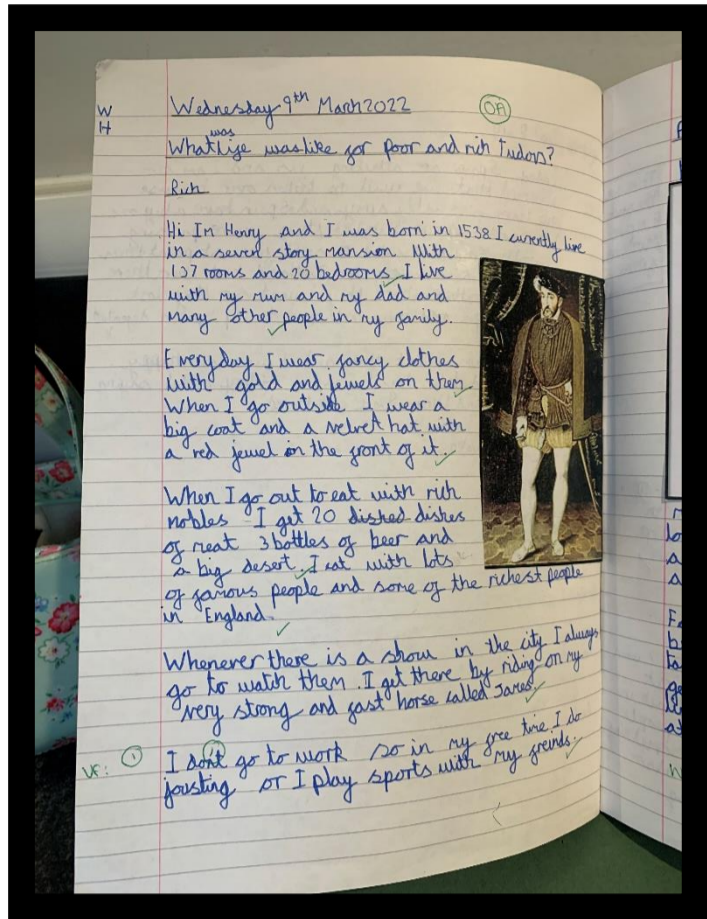 W
H
Wednesday 9th March 2022
OA
was
What life was like for Poor and rich Tudors?
Rich
Hi Im Henry and I was born in 1538 I currently live
in a seven story mansion With
137 rooms and 20 bedrooms. I live
with my mum and my dad and
Many other people in my family.
Everyday I wear fancy clothes
with gold and jewels on them.
When I go outside I wear a
big coat and a velvet hat with
a red jewel in the front of it.
When I go out to eat with rich
nobles I get 20 dished dishes
of meat 3 bottles of beer and
a big desert. I eat with lots
of famous people and some of the richest people
in England.
Whenever there is a show in the city I always
go to watch them. I get there by riding on my
very strong and fast horse called James.
VF: 1
1
I don't go to work so in my free time I do
jousting or I play sports with my freinds.